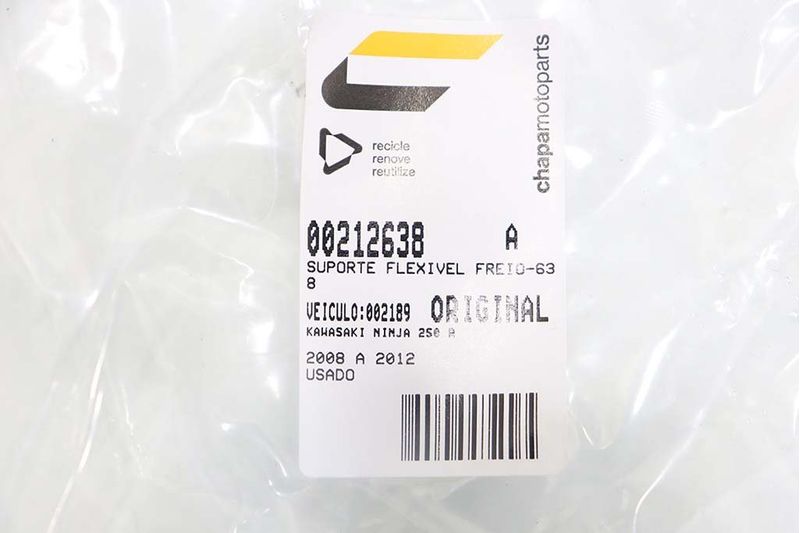 chapamotoparts
recicle
renove
reutilize
00212638 A
SUPORTE FLEXIVEL FREIO-63
8
VEICULO:002189 ORIGINAL
KAWASAKI NINJA 250 R
2008 A 2012
USADO